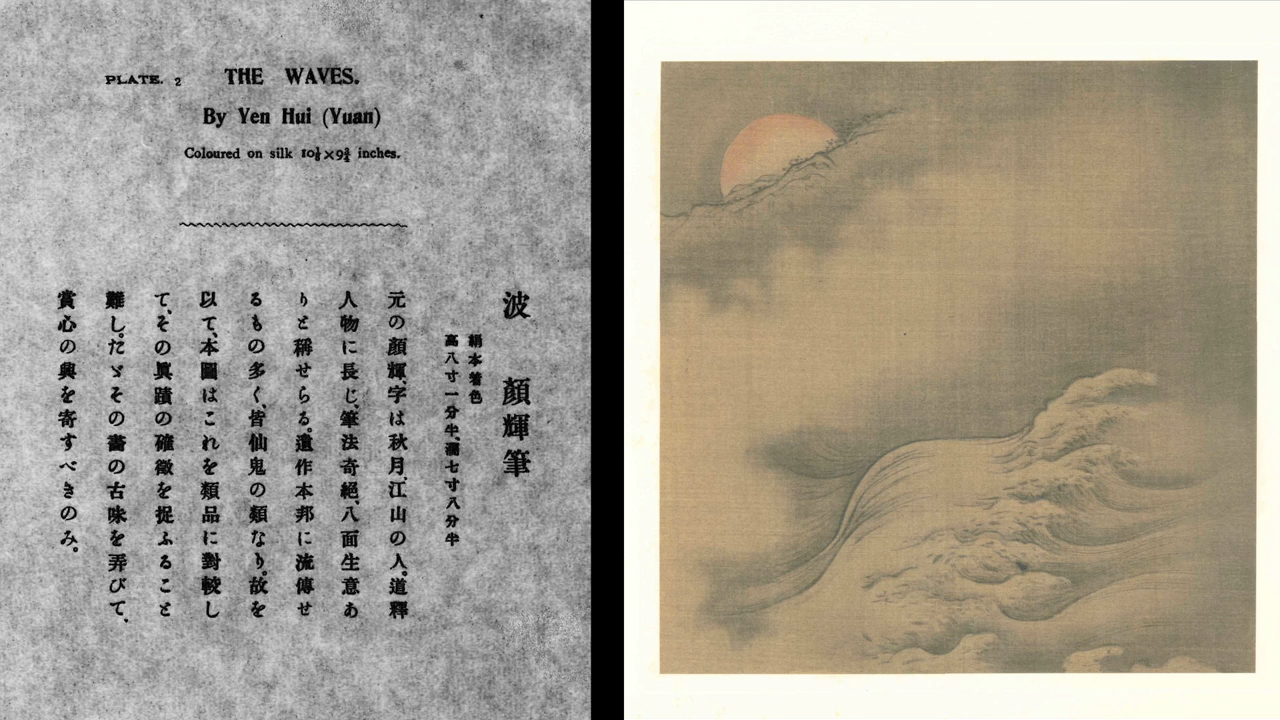 PLATE. 2 THE WAVES.
By Yen Hui (Yuan)
Coloured on silk 10⅛×9¾ inches.
波 顏輝筆
絹本着色
高八寸一分半、濶七寸八分半
元の顏輝、字は秋月、江山の人。道釋
人物に長じ、筆法奇絕、八面生意あ
りと稱せらる。遺作本邦に流傳せ
るもの多く、皆仙鬼の類なり。故を
以て、本圖はこれを類品に對較し
て、その眞蹟の確徵を捉ふること
難し。たゞその畵の古味を弄びて、
賞心の興を寄すべきのみ。